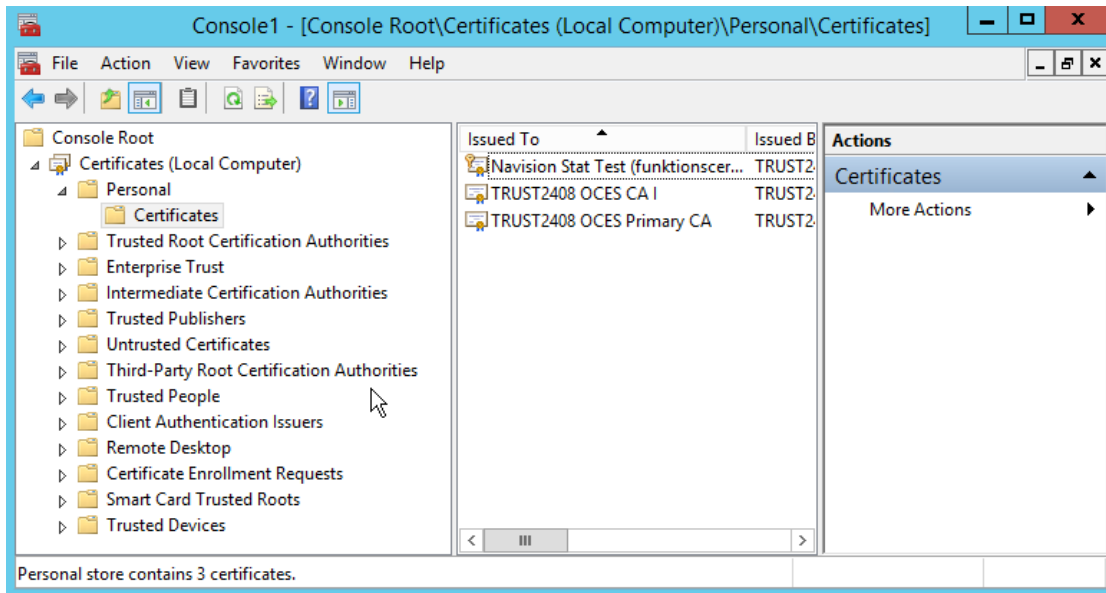 Console1 - [Console Root\Certificates (Local Computer)\Personal\Certificates]
File Action View Favorites Window Help
Console Root
Certificates (Local Computer)
Personal
Certificates
Trusted Root Certification Authorities
Enterprise Trust
Intermediate Certification Authorities
Trusted Publishers
Untrusted Certificates
Third-Party Root Certification Authorities
Trusted People
Client Authentication Issuers
Remote Desktop
Certificate Enrollment Requests
Smart Card Trusted Roots
Trusted Devices
Issued To Issued B
Navision Stat Test (funktionscer... TRUST2
TRUST2408 OCES CA I TRUST2
TRUST2408 OCES Primary CA TRUST2
Actions
Certificates
More Actions
Personal store contains 3 certificates.